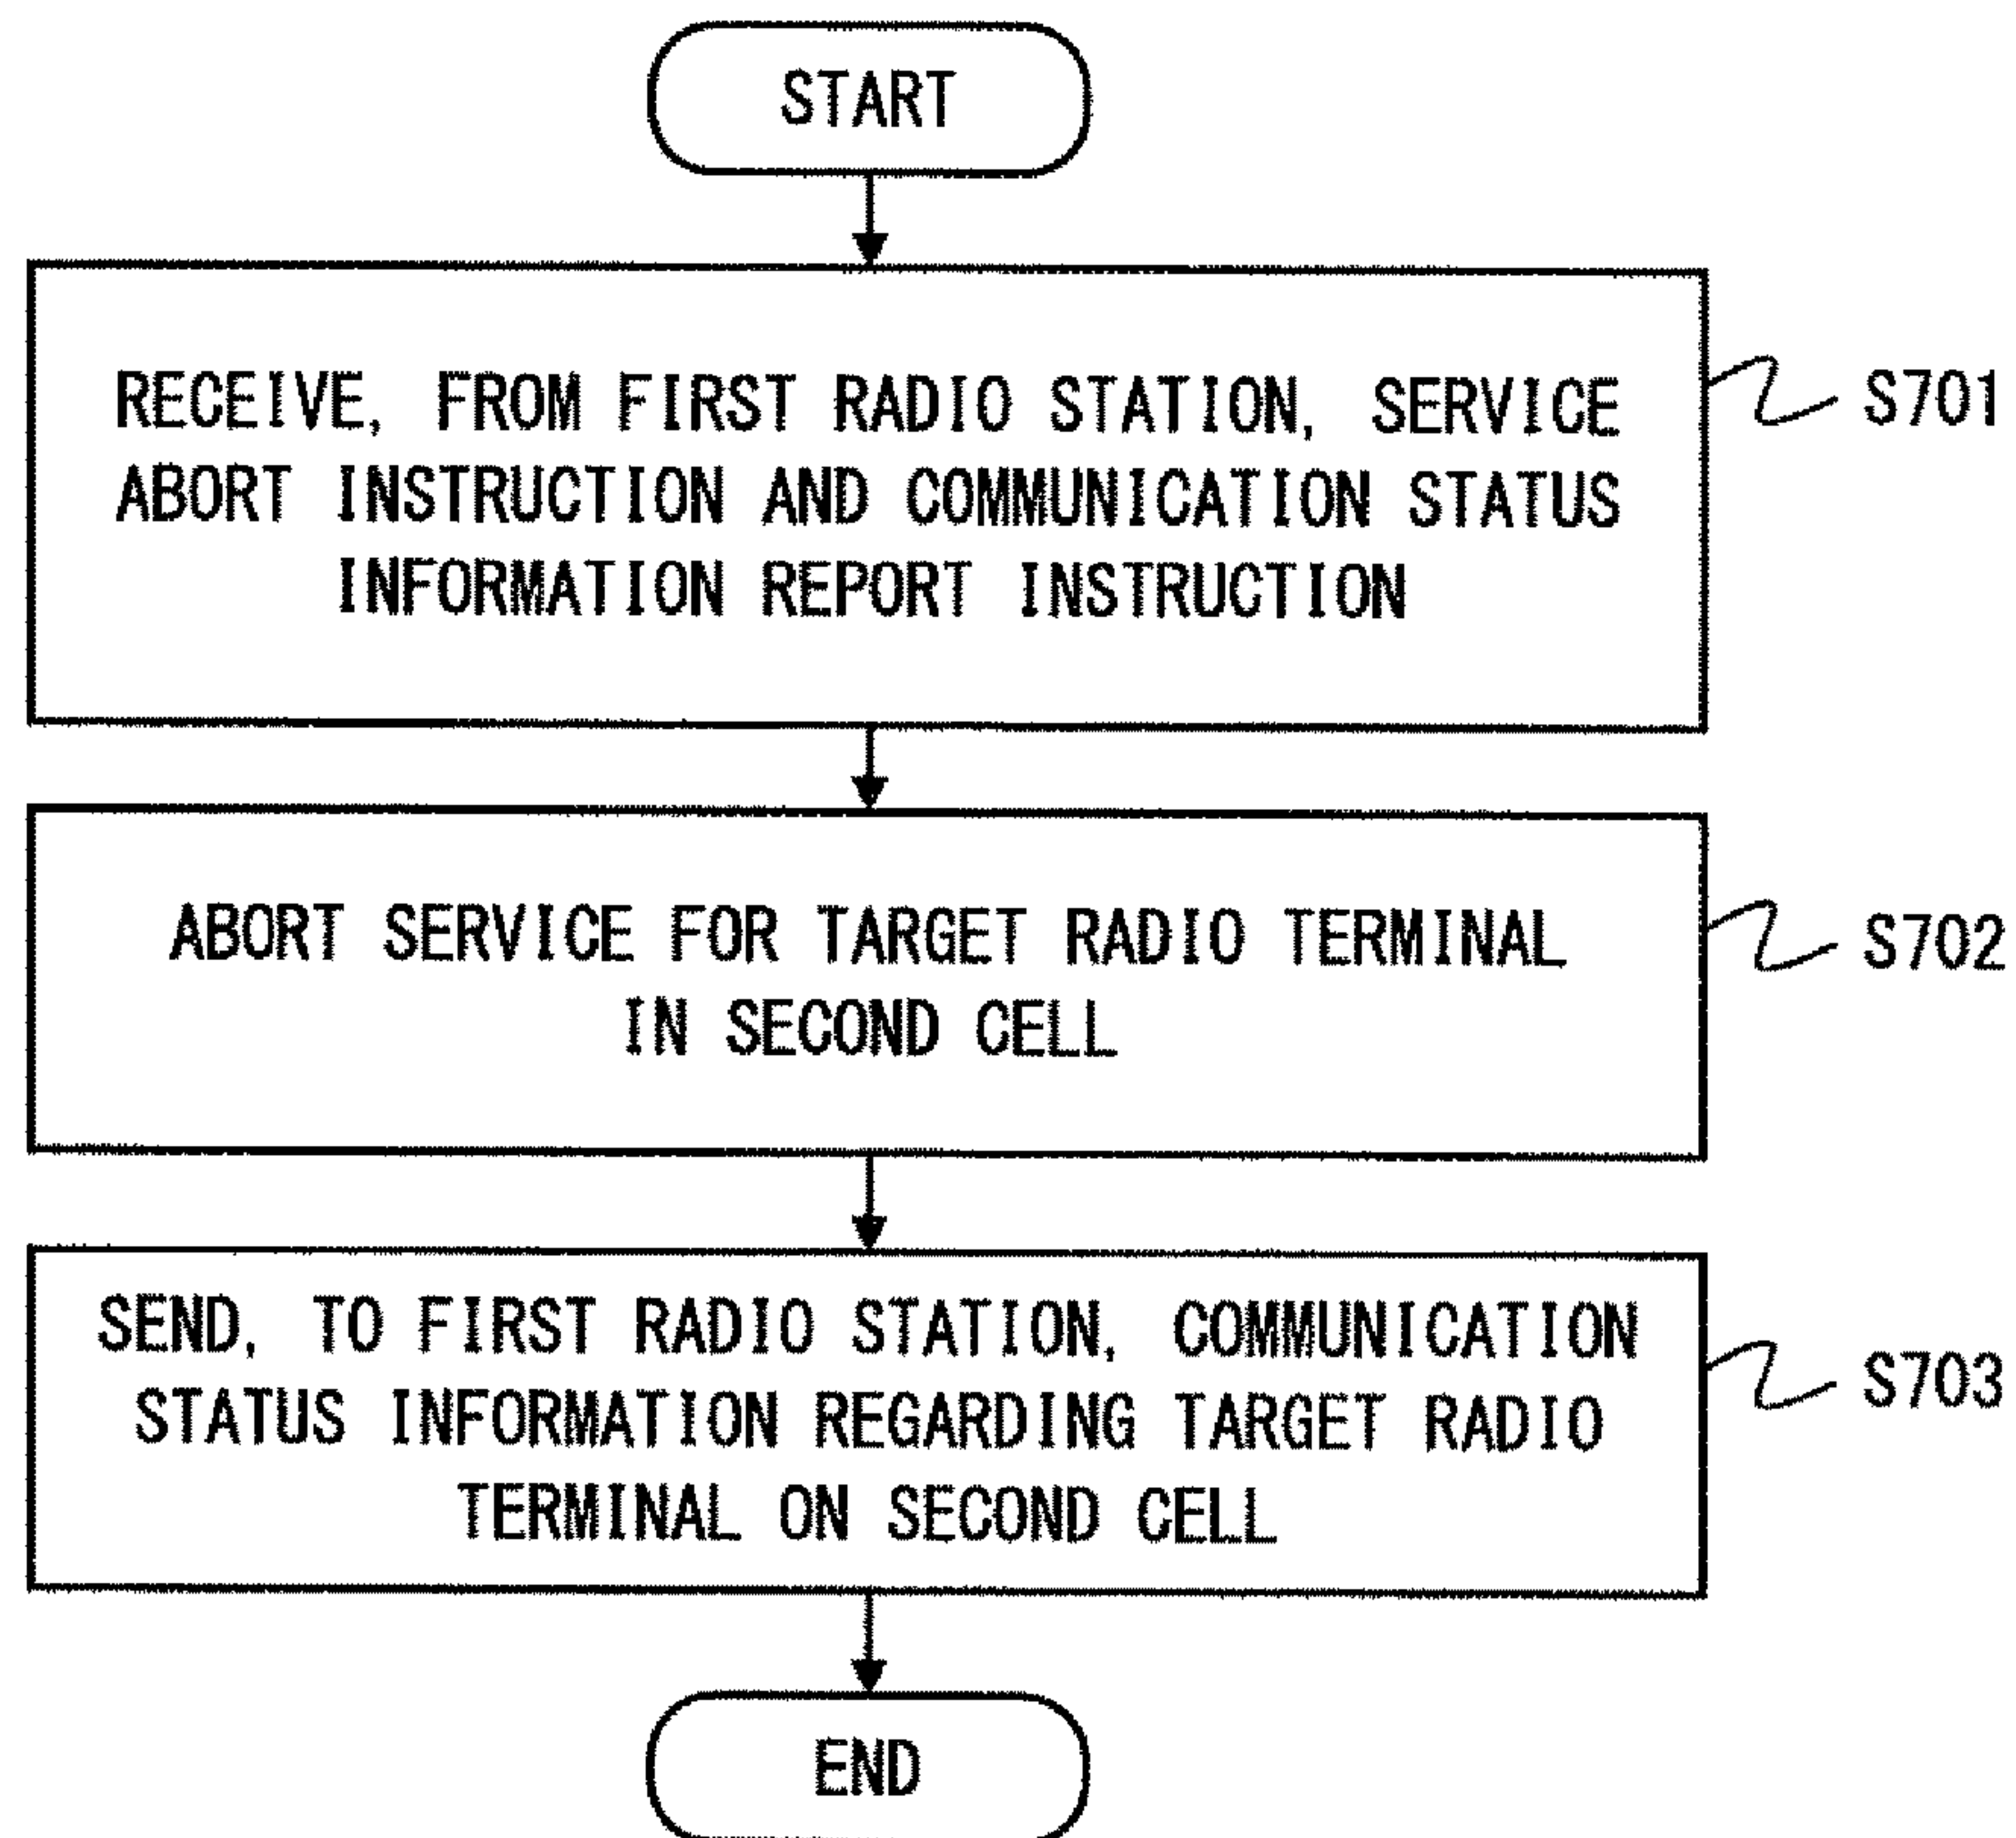 START
RECEIVE, FROM FIRST RADIO STATION, SERVICE
ABORT INSTRUCTION AND COMMUNICATION STATUS
INFORMATION REPORT INSTRUCTION
S701
ABORT SERVICE FOR TARGET RADIO TERMINAL
IN SECOND CELL
S702
SEND, TO FIRST RADIO STATION, COMMUNICATION
STATUS INFORMATION REGARDING TARGET RADIO
TERMINAL ON SECOND CELL
S703
END